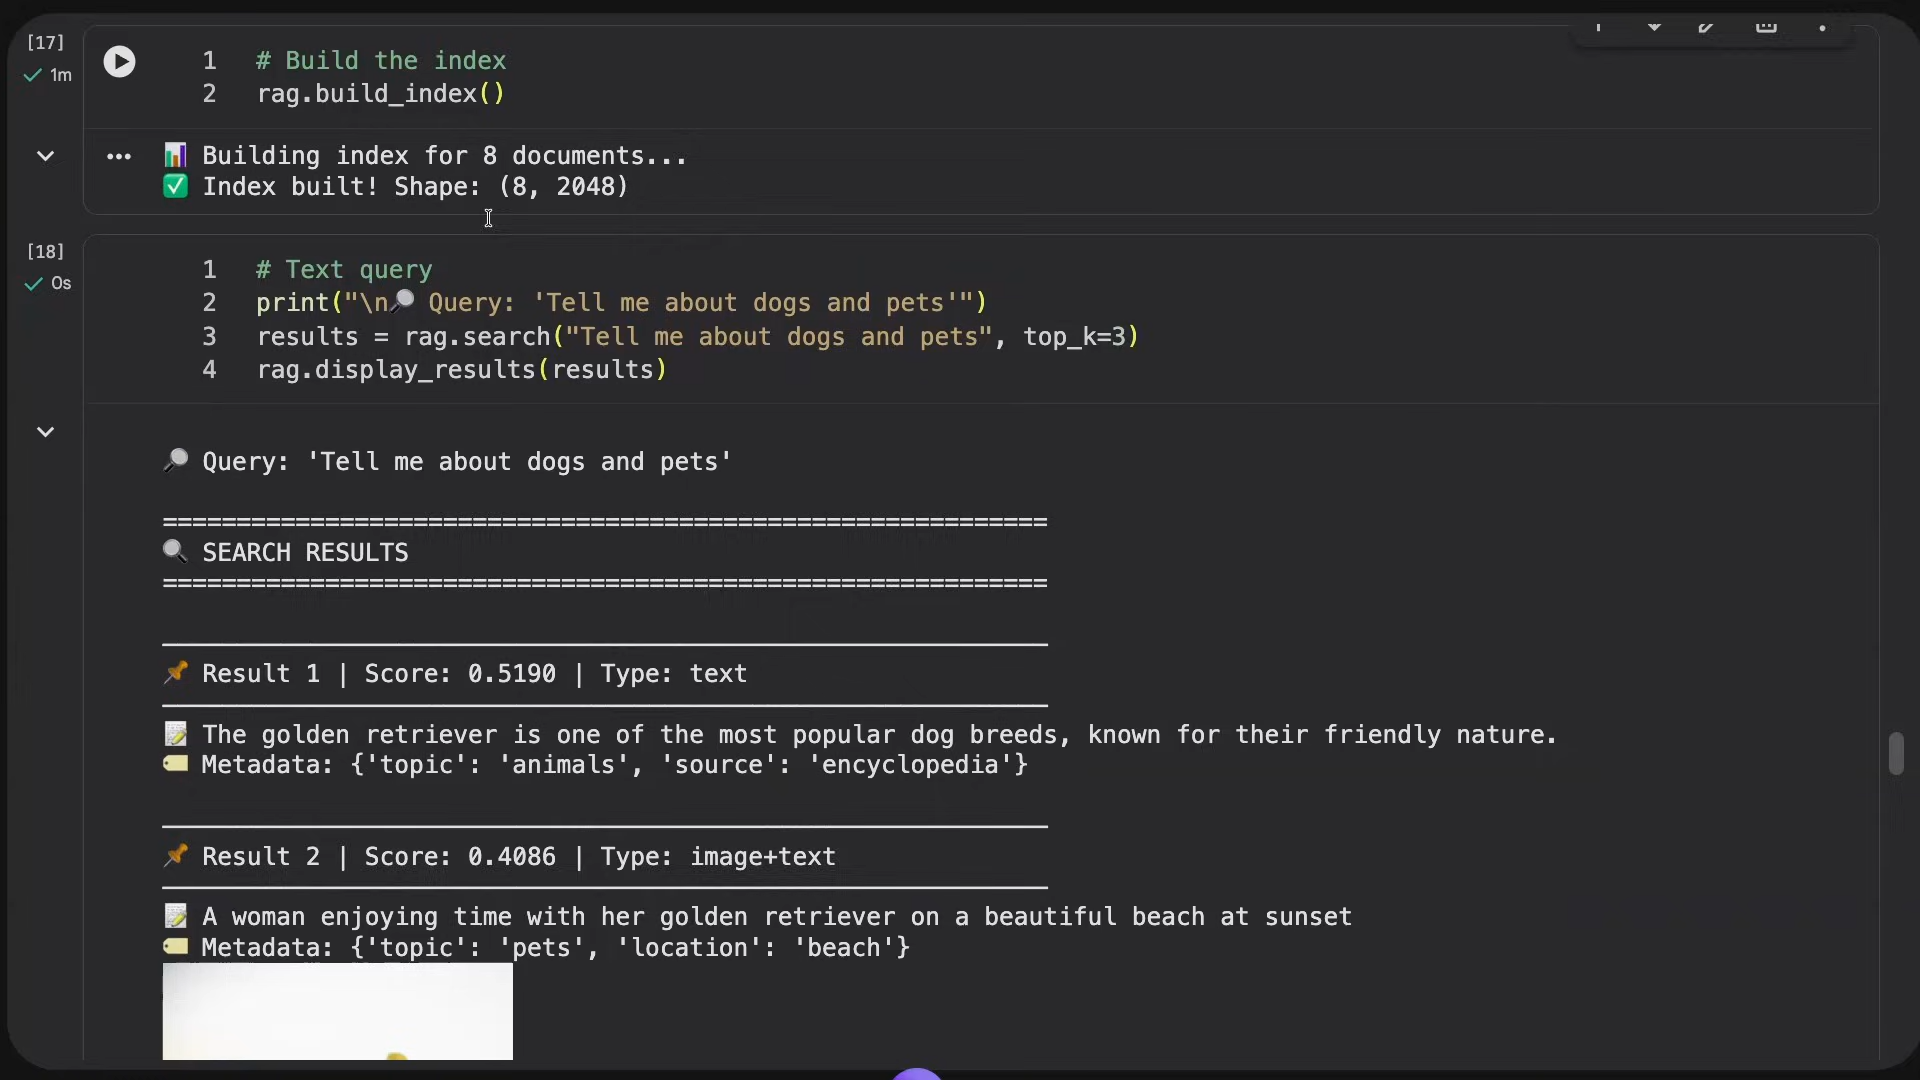 [17]
1m
1 # Build the index
2 rag.build_index()
📊 Building index for 8 documents...
✅ Index built! Shape: (8, 2048)
[18]
0s
1 # Text query
2 print("\n🔎 Query: 'Tell me about dogs and pets'")
3 results = rag.search("Tell me about dogs and pets", top_k=3)
4 rag.display_results(results)
🔎 Query: 'Tell me about dogs and pets'
============================================================
🔍 SEARCH RESULTS
============================================================
────────────────────────────────────────────────────────────
📌 Result 1 | Score: 0.5190 | Type: text
────────────────────────────────────────────────────────────
📝 The golden retriever is one of the most popular dog breeds, known for their friendly nature.
🏷️ Metadata: {'topic': 'animals', 'source': 'encyclopedia'}
────────────────────────────────────────────────────────────
📌 Result 2 | Score: 0.4086 | Type: image+text
────────────────────────────────────────────────────────────
📝 A woman enjoying time with her golden retriever on a beautiful beach at sunset
🏷️ Metadata: {'topic': 'pets', 'location': 'beach'}